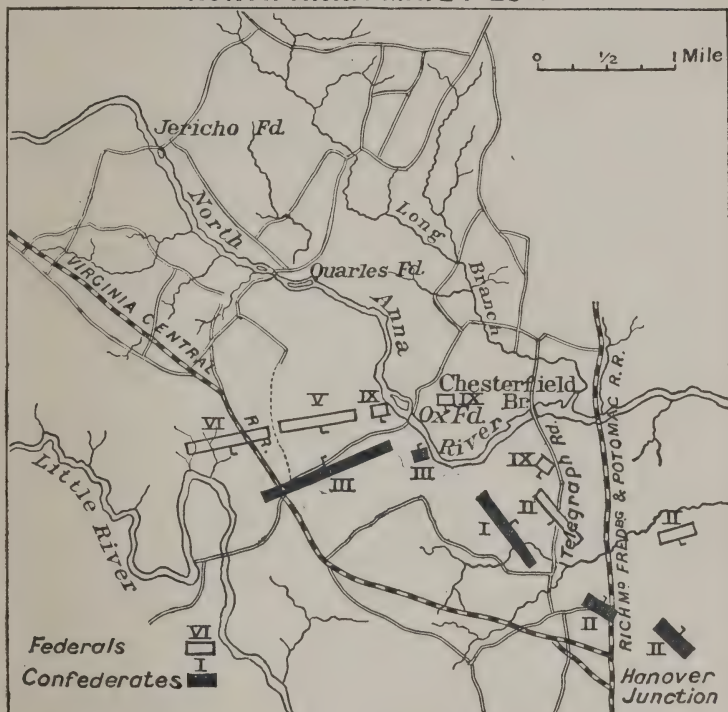 0 ½ 1 Mile
Jericho Fd.
North
Long
Quarles Fd.
Branch
VIRGINIA CENTRAL
Anna
Chesterfield
Br.
IX
IX
V
Ox Fd.
VI
R.R.
River
III
III
IX
Telegraph Rd.
RICHMD. FREDBG & POTOMAC R.R.
Little River
I
II
II
II
II
VI
Federals
I
Confederates
Hanover
Junction